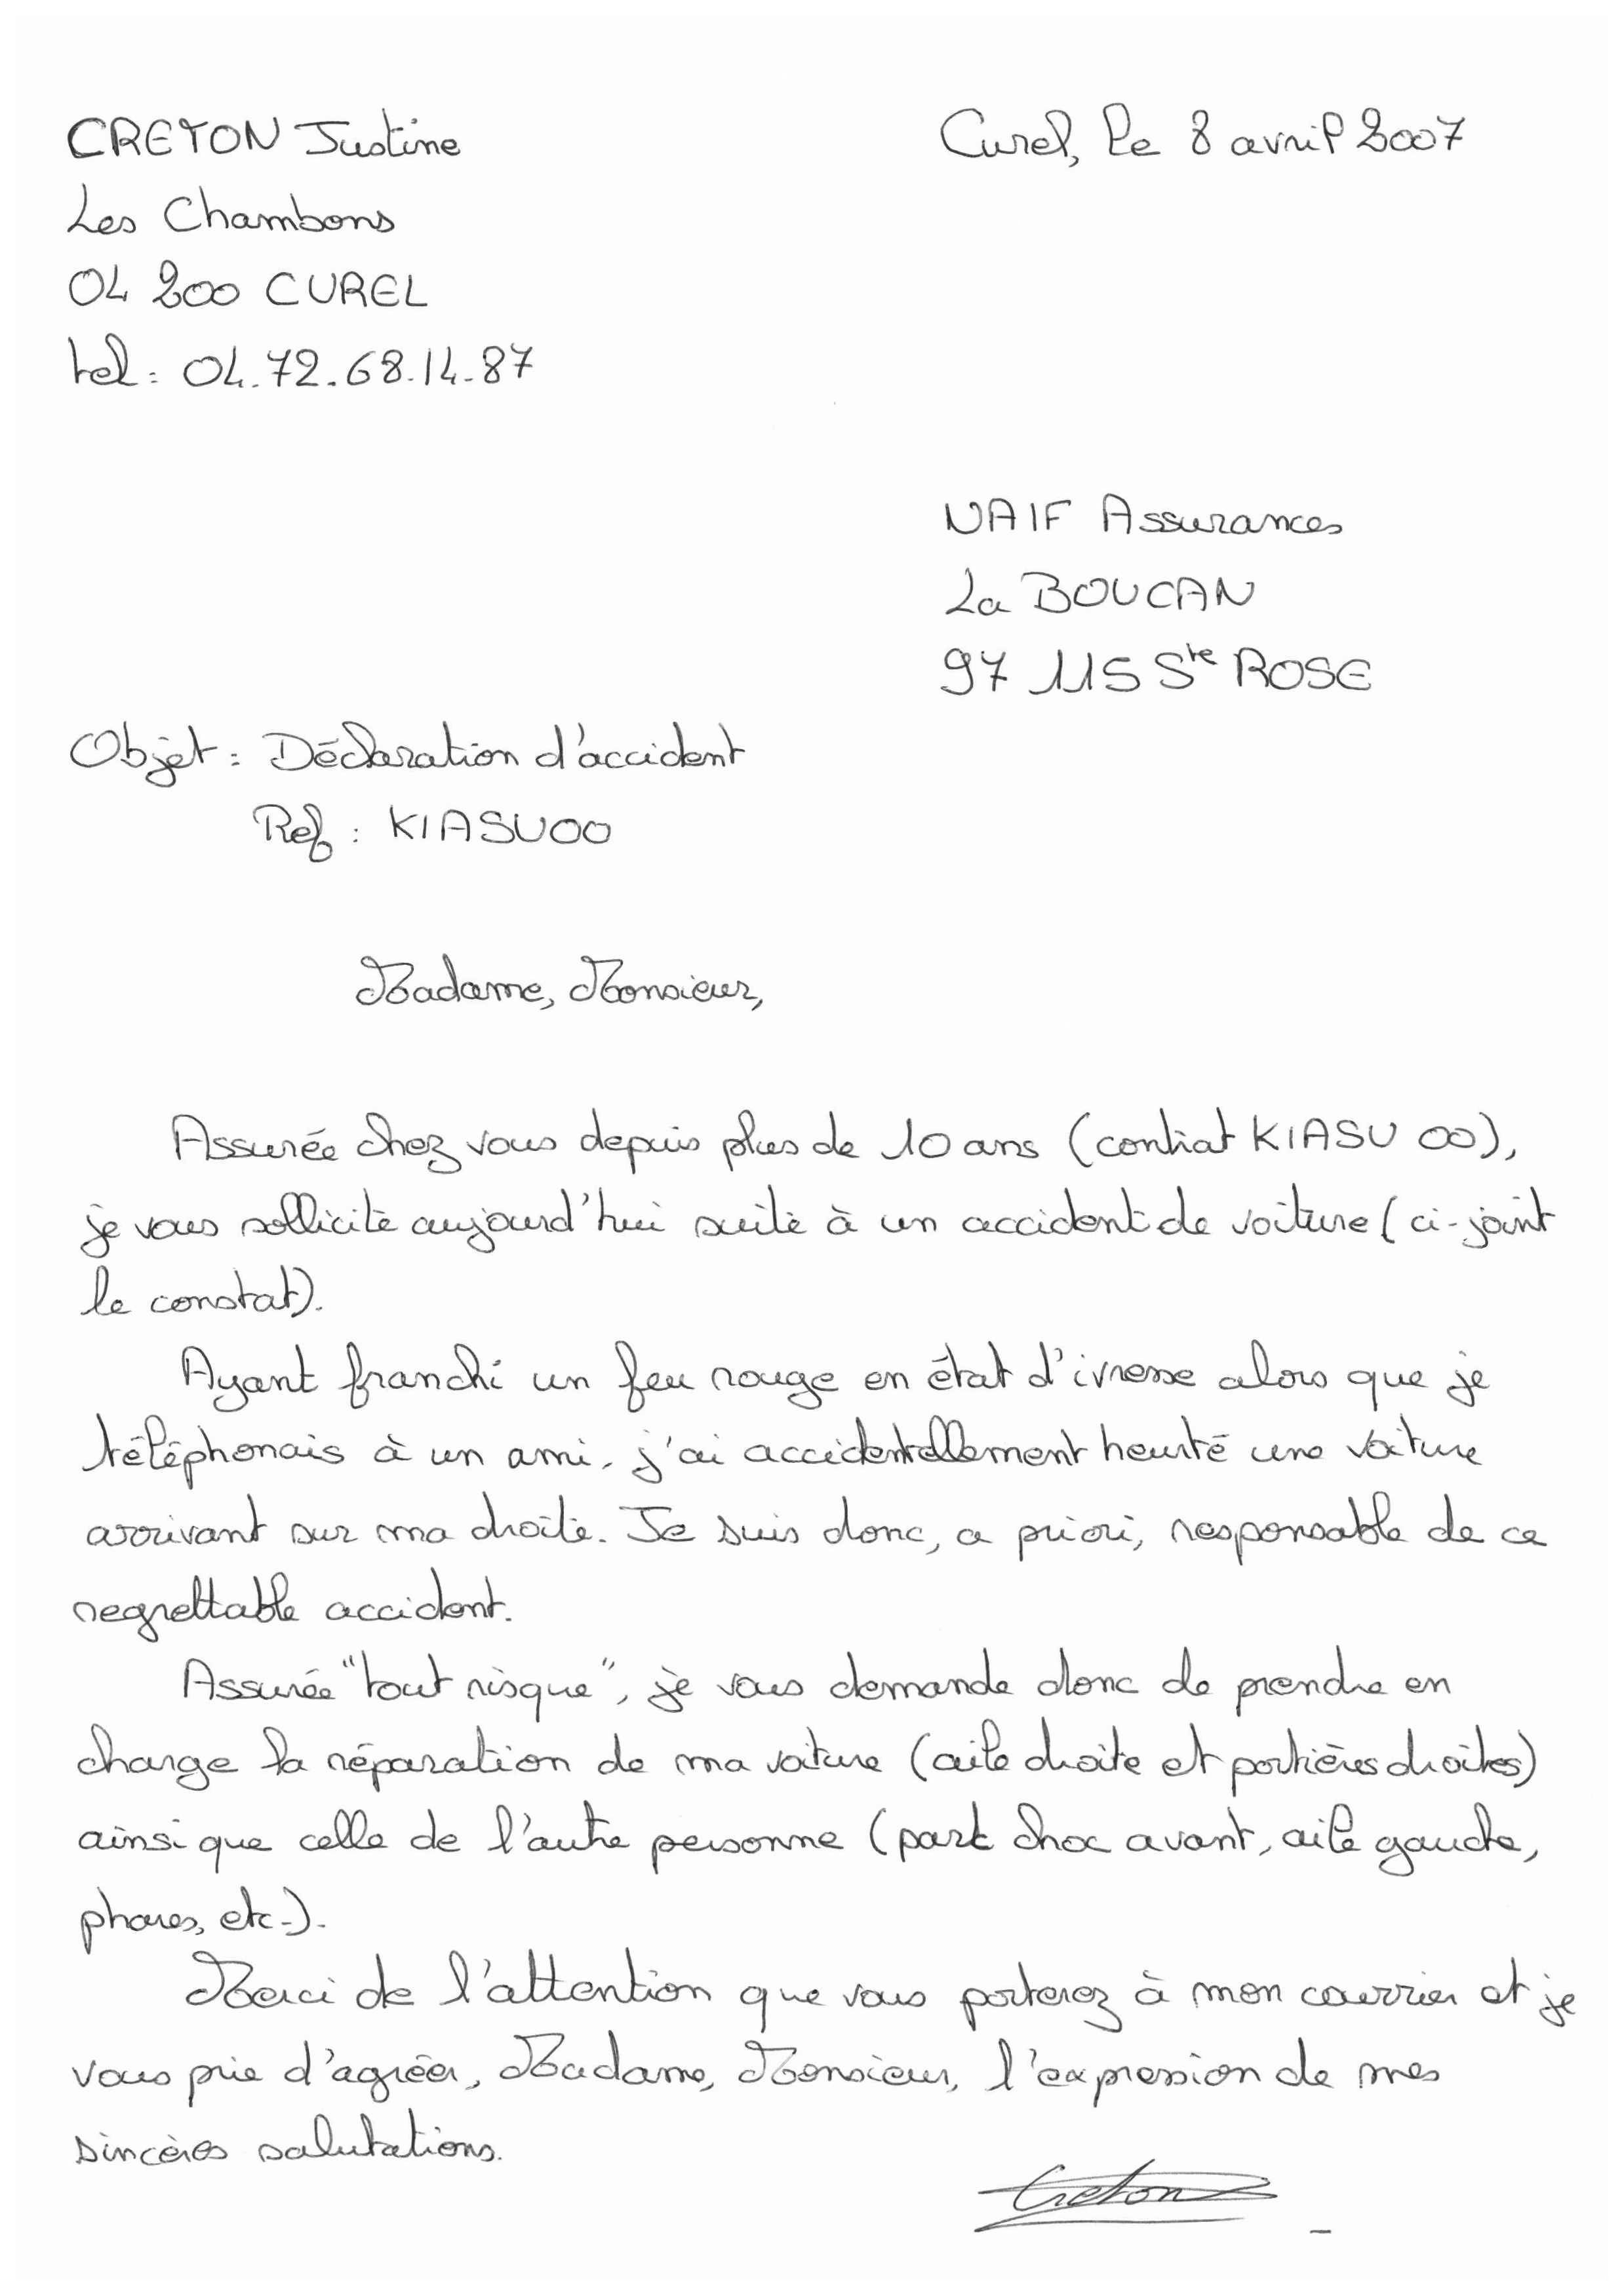 CRETON Justine
Curel, le 8 avril 2007
Les Chambons
04 200 CUREL
tel : 04.72.68.14.87
NAIF Assurances
La BOUCAN
97 115 Ste ROSE
Objet : Déclaration d'accident
Ref : KIASU00
Madame, Monsieur,
Assurée chez vous depuis plus de 10 ans (contrat KIASU 00),
je vous sollicite aujourd'hui suite à un accident de voiture (ci-joint
le constat).
Ayant franchi un feu rouge en état d'ivresse alors que je
téléphonais à un ami, j'ai accidentellement heurté une voiture
arrivant sur ma droite. Je suis donc, a priori, responsable de ce
regrettable accident.
Assurée "tout risque", je vous demande donc de prendre en
charge la réparation de ma voiture (aile droite et portières droites)
ainsi que celle de l'autre personne (park choc avant, aile gauche,
phares, etc.).
Merci de l'attention que vous porterez à mon courrier et je
vous prie d'agréer, Madame, Monsieur, l'expression de mes
sincères salutations.
Creton